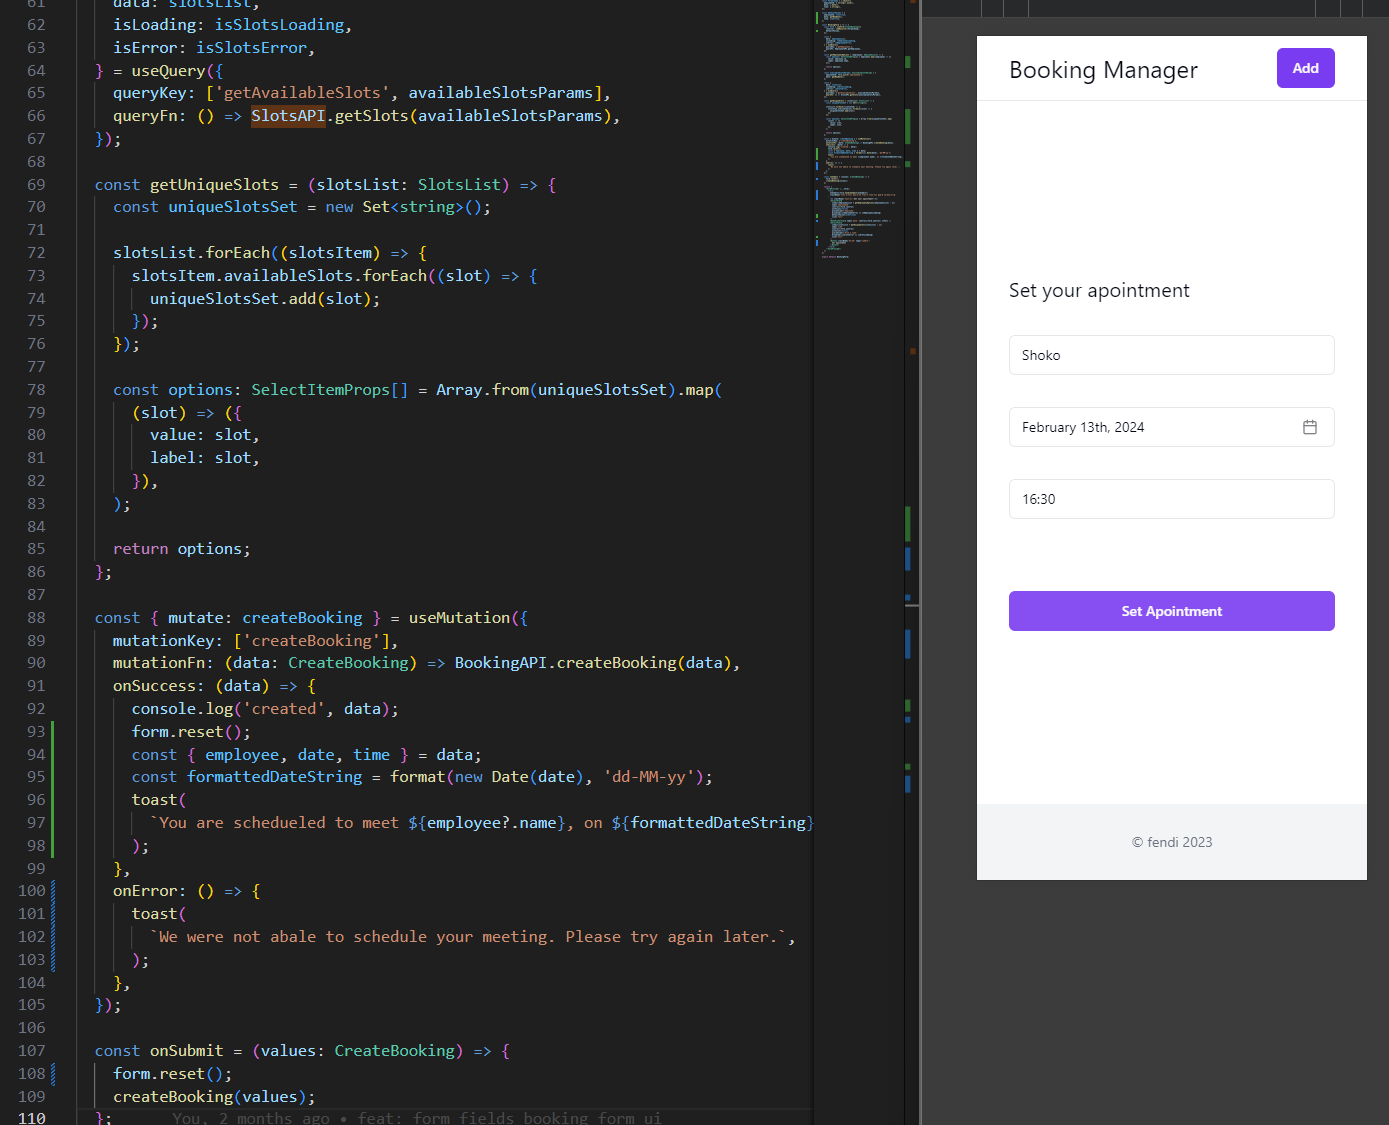 61 data: slotsList,
62 isLoading: isSlotsLoading,
63 isError: isSlotsError,
64 } = useQuery({
65 queryKey: ['getAvailableSlots', availableSlotsParams],
66 queryFn: () => SlotsAPI.getSlots(availableSlotsParams),
67 });
68
69 const getUniqueSlots = (slotsList: SlotsList) => {
70 const uniqueSlotsSet = new Set<string>();
71
72 slotsList.forEach((slotsItem) => {
73 slotsItem.availableSlots.forEach((slot) => {
74 uniqueSlotsSet.add(slot);
75 });
76 });
77
78 const options: SelectItemProps[] = Array.from(uniqueSlotsSet).map(
79 (slot) => ({
80 value: slot,
81 label: slot,
82 }),
83 );
84
85 return options;
86 };
87
88 const { mutate: createBooking } = useMutation({
89 mutationKey: ['createBooking'],
90 mutationFn: (data: CreateBooking) => BookingAPI.createBooking(data),
91 onSuccess: (data) => {
92 console.log('created', data);
93 form.reset();
94 const { employee, date, time } = data;
95 const formattedDateString = format(new Date(date), 'dd-MM-yy');
96 toast(
97 `You are schedueled to meet ${employee?.name}, on ${formattedDateString}
98 );
99 },
100 onError: () => {
101 toast(
102 `We were not abale to schedule your meeting. Please try again later.`,
103 );
104 },
105 });
106
107 const onSubmit = (values: CreateBooking) => {
108 form.reset();
109 createBooking(values);
110 }; You, 2 months ago • feat: form fields booking form ui
Booking Manager
Add
Set your apointment
Shoko
February 13th, 2024
16:30
Set Apointment
© fendi 2023